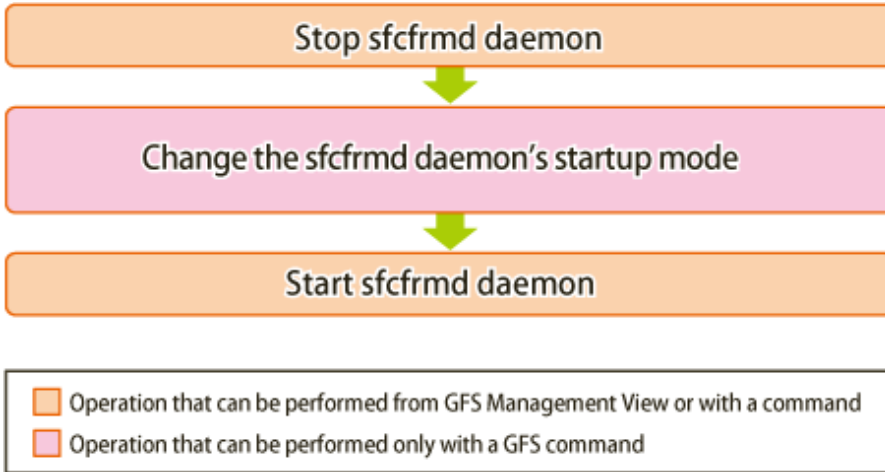 Stop sfcfrmd daemon
Change the sfcfrmd daemon's startup mode
Start sfcfrmd daemon
Operation that can be performed from GFS Management View or with a command
Operation that can be performed only with a GFS command